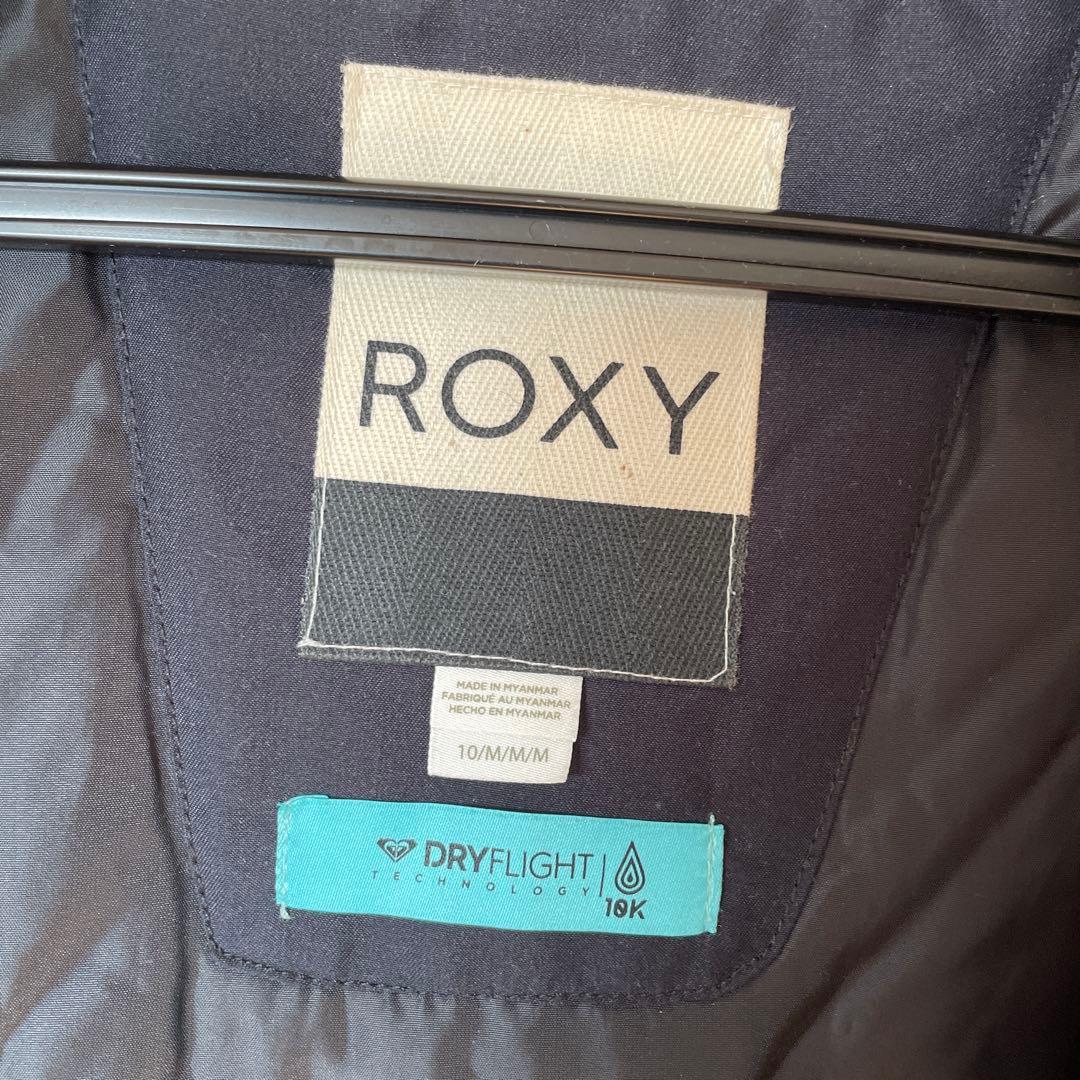 ROXY
MADE IN MYANMAR
FABRIQUÉ AU MYANMAR
HECHO EN MYANMAR
10/M/M/M
DRYFLIGHT
TECHNOLOGY
10K